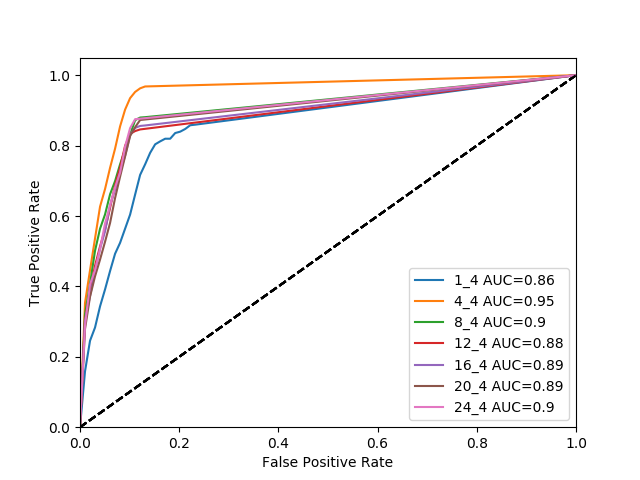 1.0
0.8
0.6
0.4
0.2
0.0
True Positive Rate
1_4 AUC=0.86
4_4 AUC=0.95
8_4 AUC=0.9
12_4 AUC=0.88
16_4 AUC=0.89
20_4 AUC=0.89
24_4 AUC=0.9
0.0 0.2 0.4 0.6 0.8 1.0
False Positive Rate